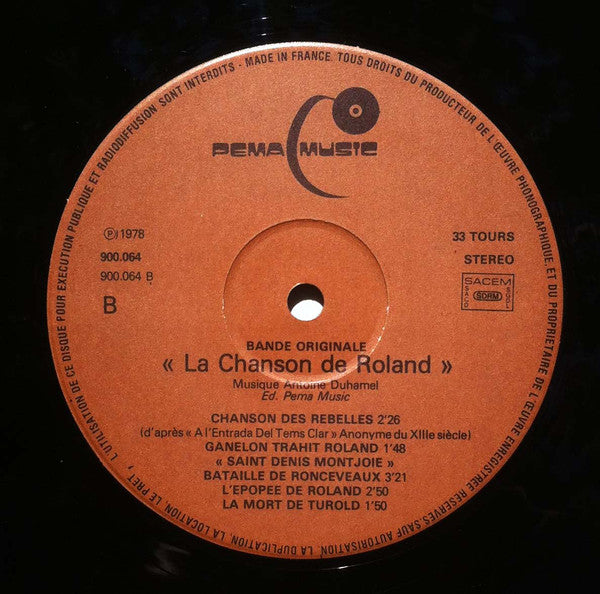 PEMA MUSIC
℗ 1978
900.064
900.064 B
B
33 TOURS
STEREO
SACEM
SACD
SDRM
SGDL
BANDE ORIGINALE
« La Chanson de Roland »
Musique Antoine Duhamel
Ed. Pema Music
CHANSON DES REBELLES 2'26
(d'après « A l'Entrada Del Tems Clar » Anonyme du XIIIe siècle)
GANELON TRAHIT ROLAND 1'48
« SAINT DENIS MONTJOIE »
BATAILLE DE RONCEVEAUX 3'21
L'EPOPEE DE ROLAND 2'50
LA MORT DE TUROLD 1'50
MADE IN FRANCE. TOUS DROITS DU PRODUCTEUR DE L'ŒUVRE PHONOGRAPHIQUE ET DU PROPRIETAIRE DE L'ŒUVRE ENREGISTREE RESERVES. SAUF AUTORISATION, LA DUPLICATION, LA LOCATION, LE PRET, L'UTILISATION DE CE DISQUE POUR EXECUTION PUBLIQUE ET RADIODIFFUSION SONT INTERDITS -